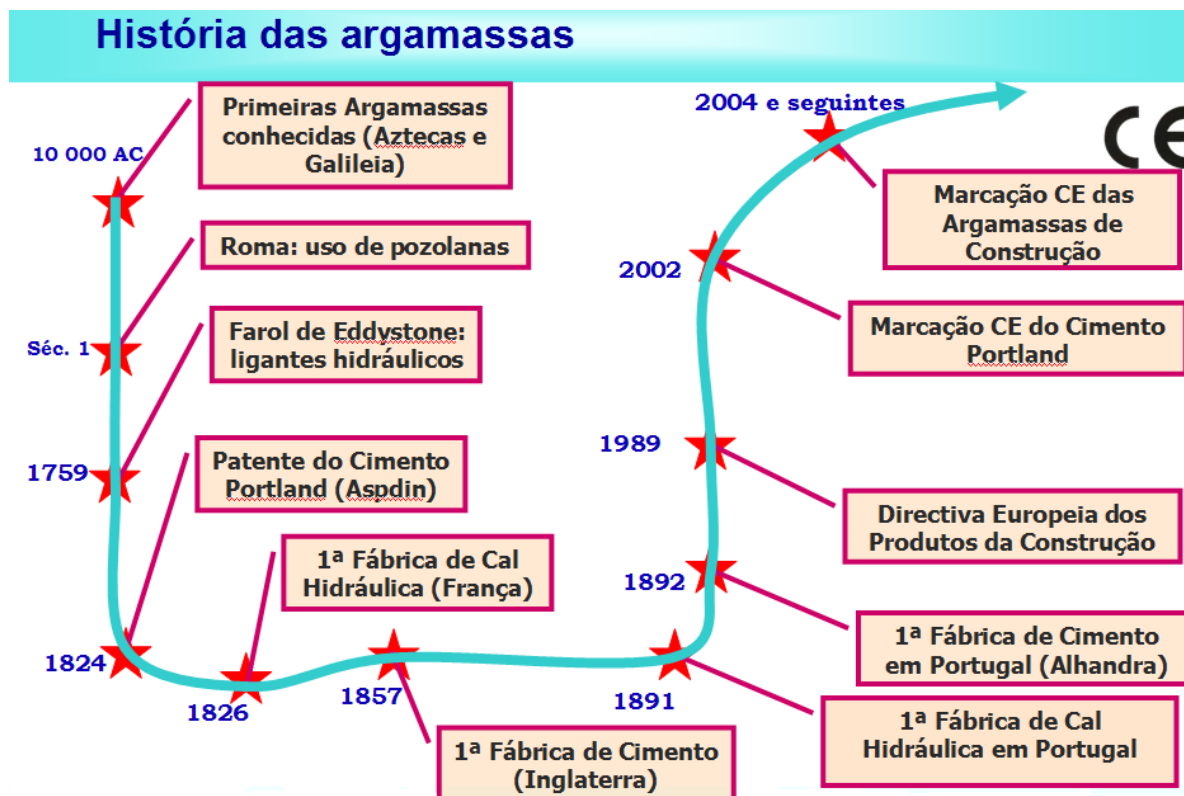 História das argamassas
10 000 AC
Primeiras Argamassas
conhecidas (Aztecas e
Galileia)
Séc. 1
Roma: uso de pozolanas
1759
Farol de Eddystone:
ligantes hidráulicos
1824
Patente do Cimento
Portland (Aspdin)
1826
1ª Fábrica de Cal
Hidráulica (França)
1857
1ª Fábrica de Cimento
(Inglaterra)
1891
1ª Fábrica de Cal
Hidráulica em Portugal
1892
1ª Fábrica de Cimento
em Portugal (Alhandra)
1989
Directiva Europeia dos
Produtos da Construção
2002
Marcação CE do Cimento
Portland
2004 e seguintes
Marcação CE das
Argamassas de
Construção
CE